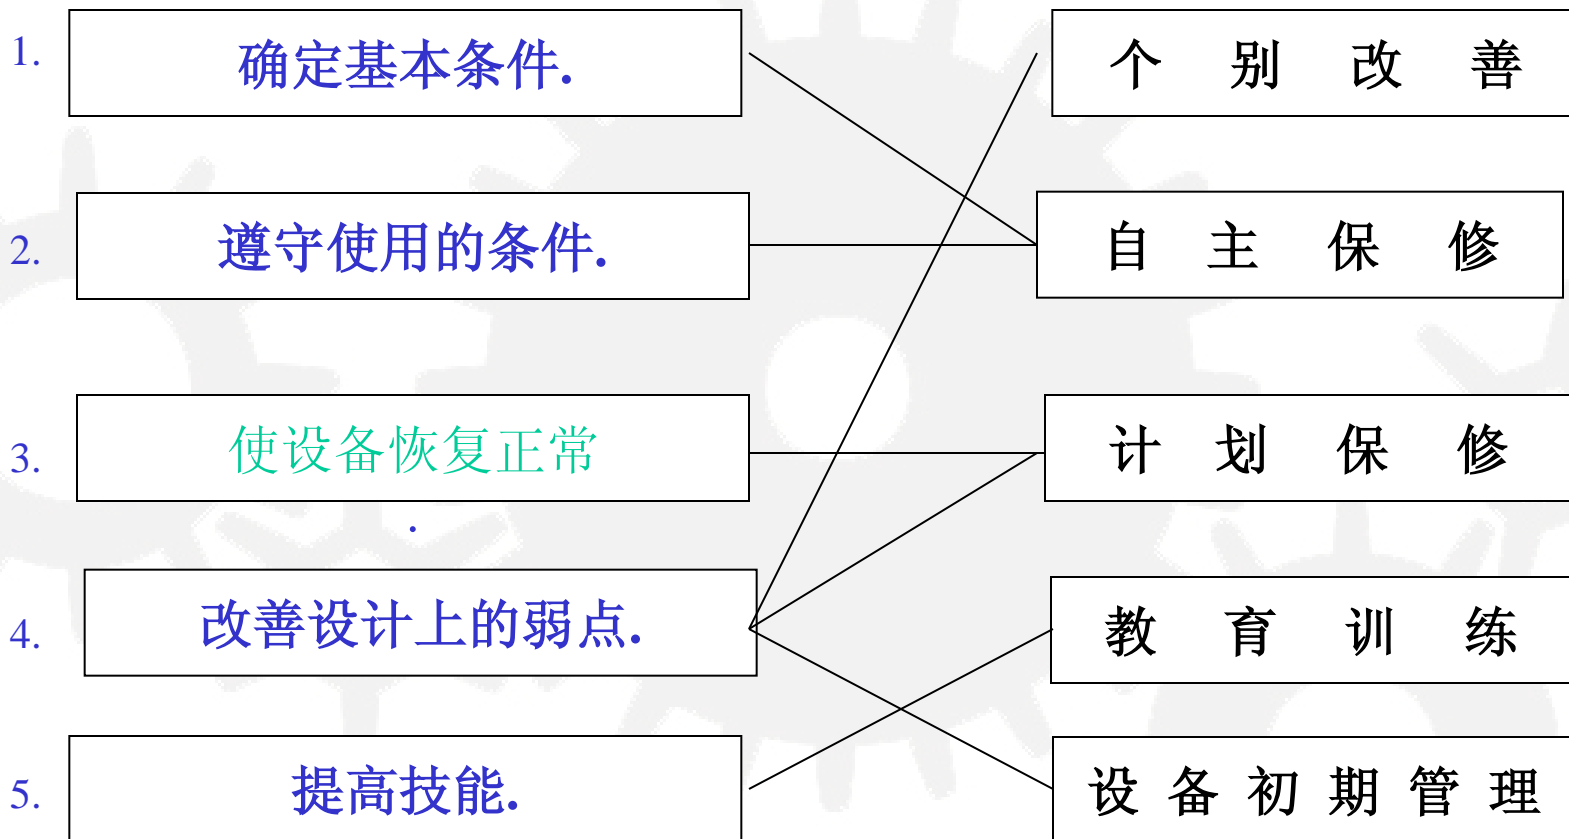 1. 确定基本条件. 个别改善
2. 遵守使用的条件. 自主保修
3. 使设备恢复正常 计划保修
.
4. 改善设计上的弱点. 教育训练
5. 提高技能. 设备初期管理